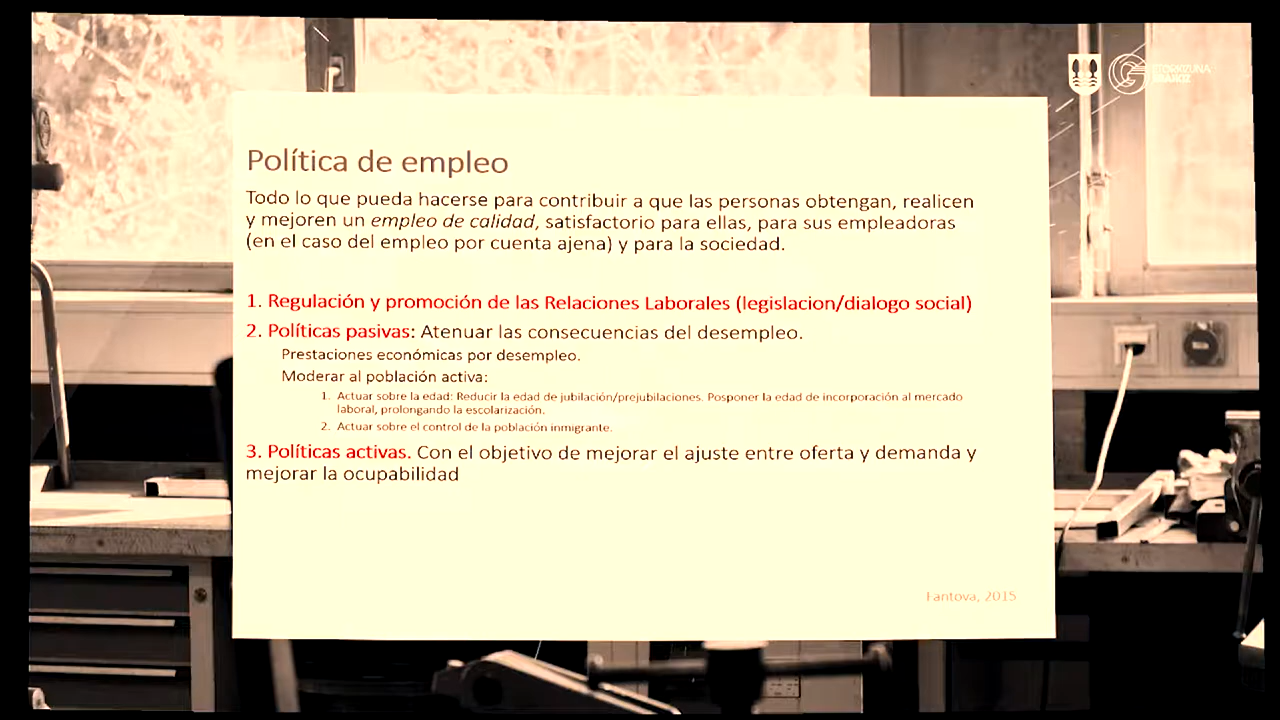 ETORKIZUNA
ERAIKIZ
Política de empleo
Todo lo que pueda hacerse para contribuir a que las personas obtengan, realicen
y mejoren un empleo de calidad, satisfactorio para ellas, para sus empleadoras
(en el caso del empleo por cuenta ajena) y para la sociedad.
1. Regulación y promoción de las Relaciones Laborales (legislacion/dialogo social)
2. Políticas pasivas: Atenuar las consecuencias del desempleo.
Prestaciones económicas por desempleo.
Moderar al población activa:
1. Actuar sobre la edad: Reducir la edad de jubilación/prejubilaciones. Posponer la edad de incorporación al mercado
laboral, prolongando la escolarización.
2. Actuar sobre el control de la población inmigrante.
3. Políticas activas. Con el objetivo de mejorar el ajuste entre oferta y demanda y
mejorar la ocupabilidad
Fantova, 2015